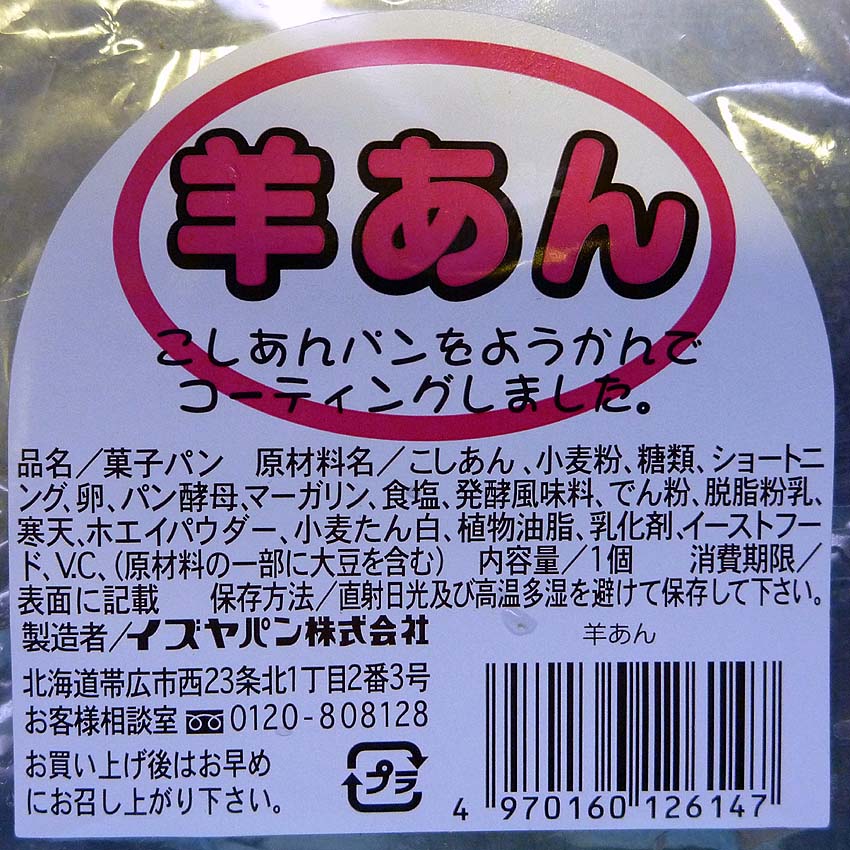 羊あん
こしあんパンをようかんで
コーティングしました。
品名／菓子パン　原材料名／こしあん、小麦粉、糖類、ショートニ
ング、卵、パン酵母、マーガリン、食塩、発酵風味料、でん粉、脱脂粉乳、
寒天、ホエイパウダー、小麦たん白、植物油脂、乳化剤、イーストフー
ド、V.C、(原材料の一部に大豆を含む)　内容量／1個　消費期限／
表面に記載　保存方法／直射日光及び高温多湿を避けて保存して下さい。
製造者／イズヤパン株式会社
北海道帯広市西23条北1丁目2番3号
お客様相談室 0120-808128
お買い上げ後はお早め
にお召し上がり下さい。
プラ
羊あん
4 970160 126147